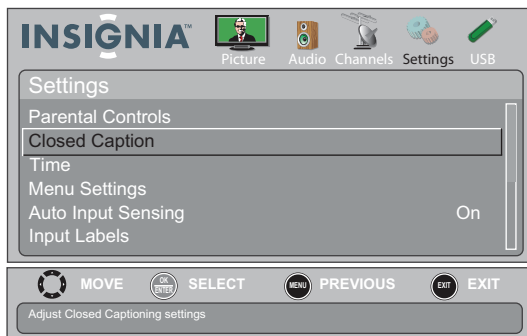 INSIGNIA™
Picture Audio Channels Settings USB
Settings
Parental Controls
Closed Caption
Time
Menu Settings
Auto Input Sensing On
Input Labels
MOVE OK ENTER SELECT MENU PREVIOUS EXIT EXIT
Adjust Closed Captioning settings